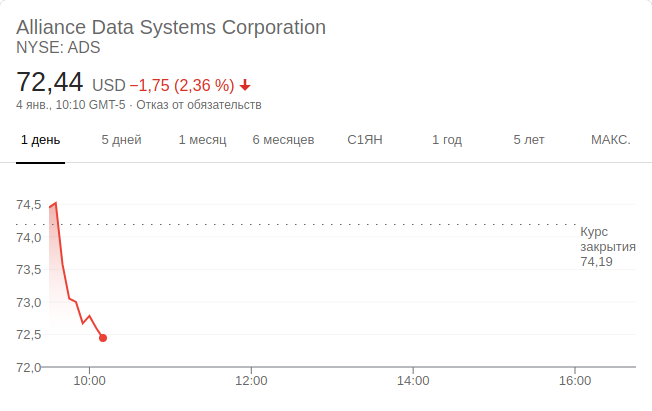 Alliance Data Systems Corporation
NYSE: ADS
72,44 USD −1,75 (2,36 %)
4 янв., 10:10 GMT-5 · Отказ от обязательств
1 день 5 дней 1 месяц 6 месяцев С1ЯН 1 год 5 лет МАКС.
74,5
74,0
73,5
73,0
72,5
72,0
Курс
закрытия
74,19
10:00 12:00 14:00 16:00